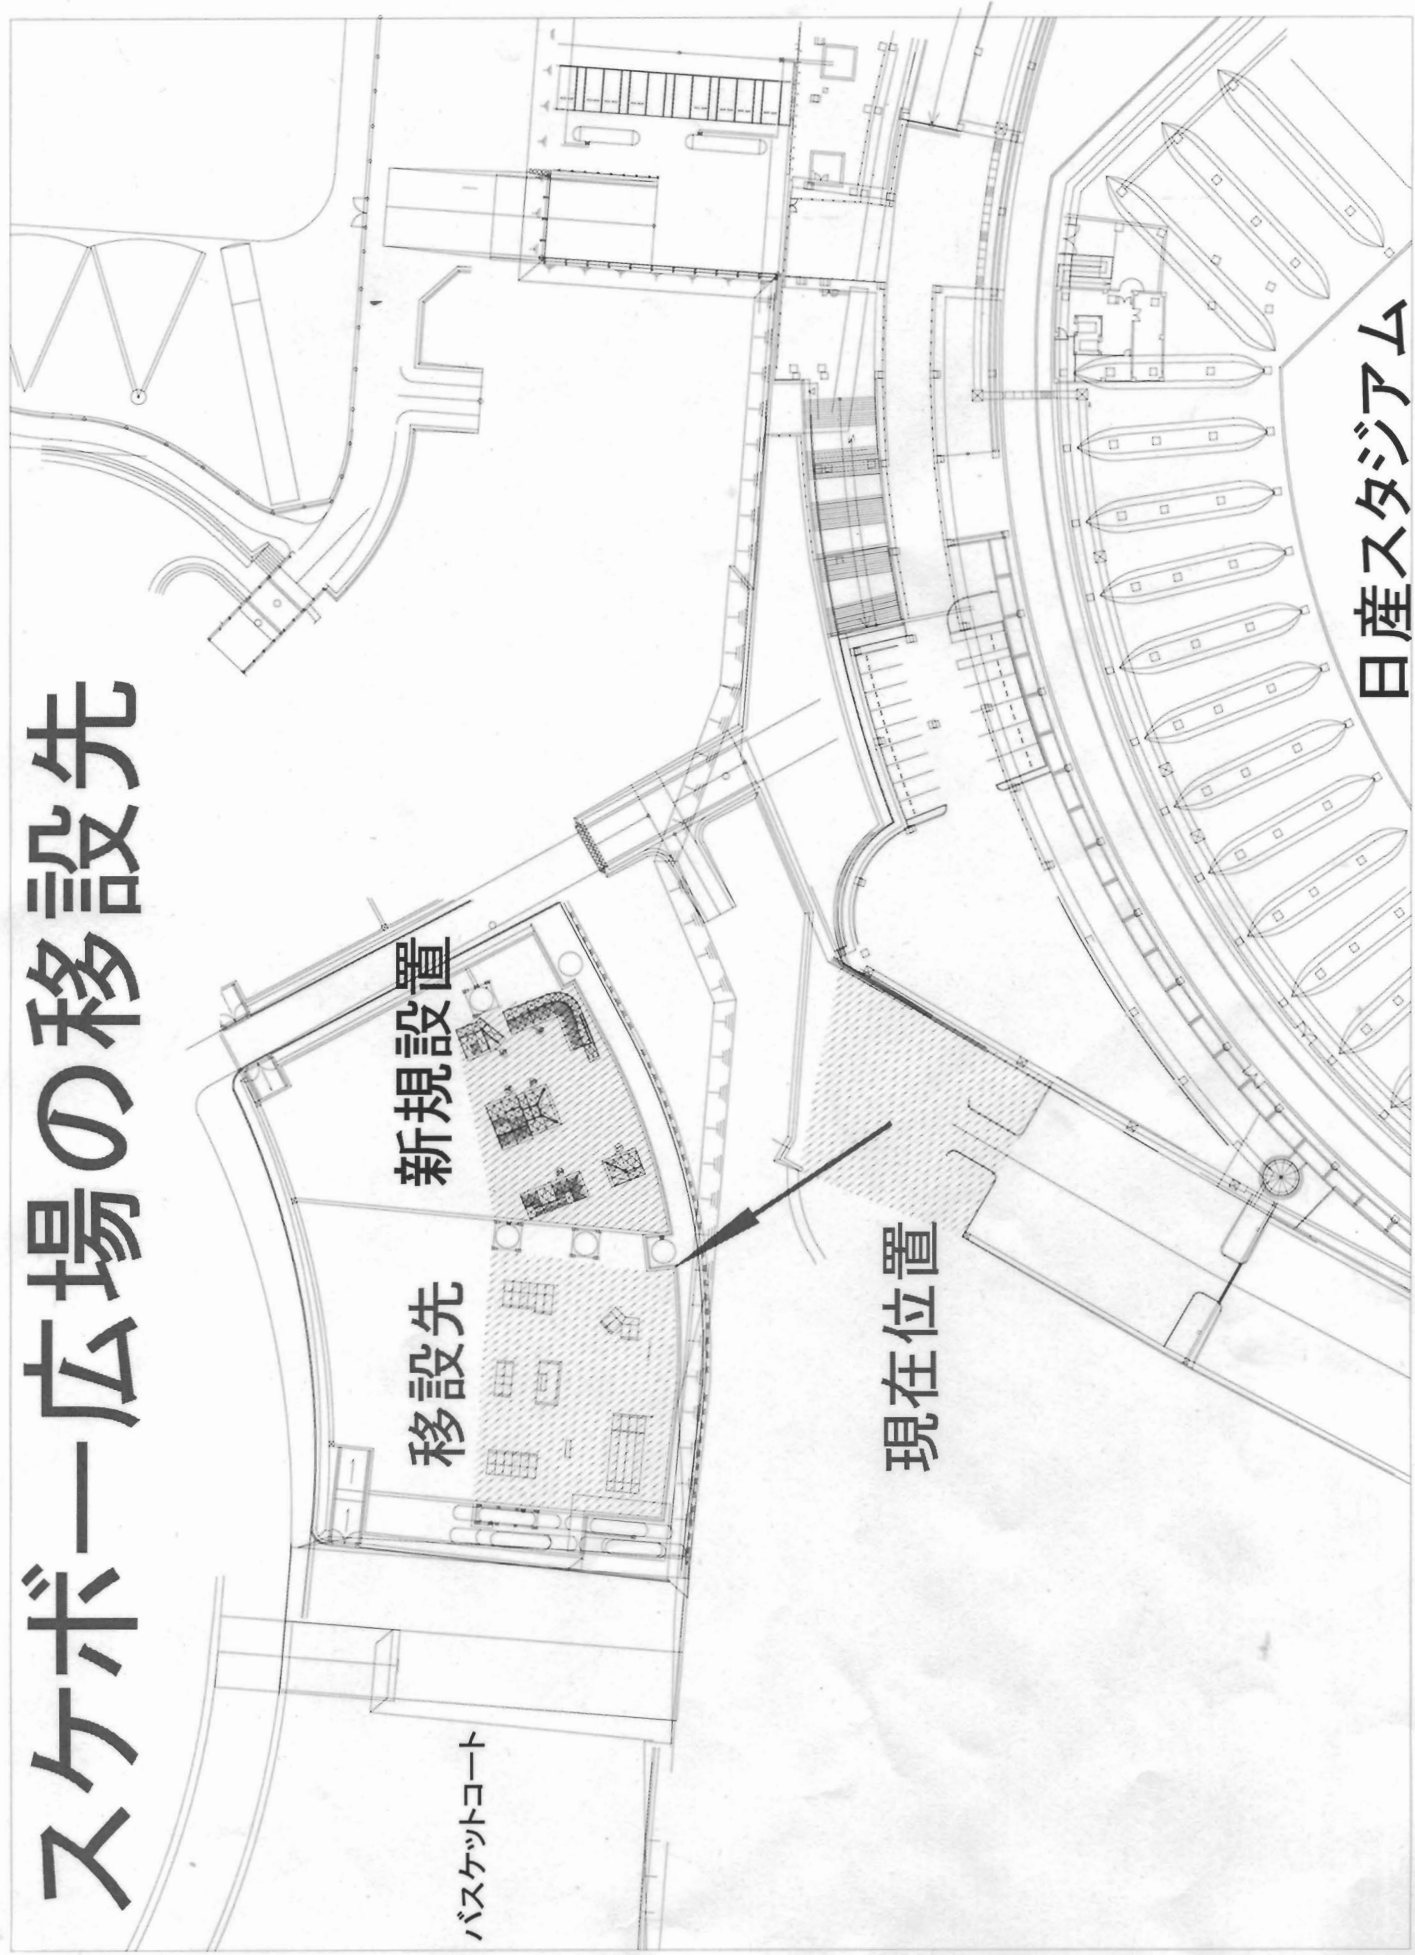 スケボー広場の移設先
新規設置
移設先
現在位置
バスケットコート
日産スタジアム